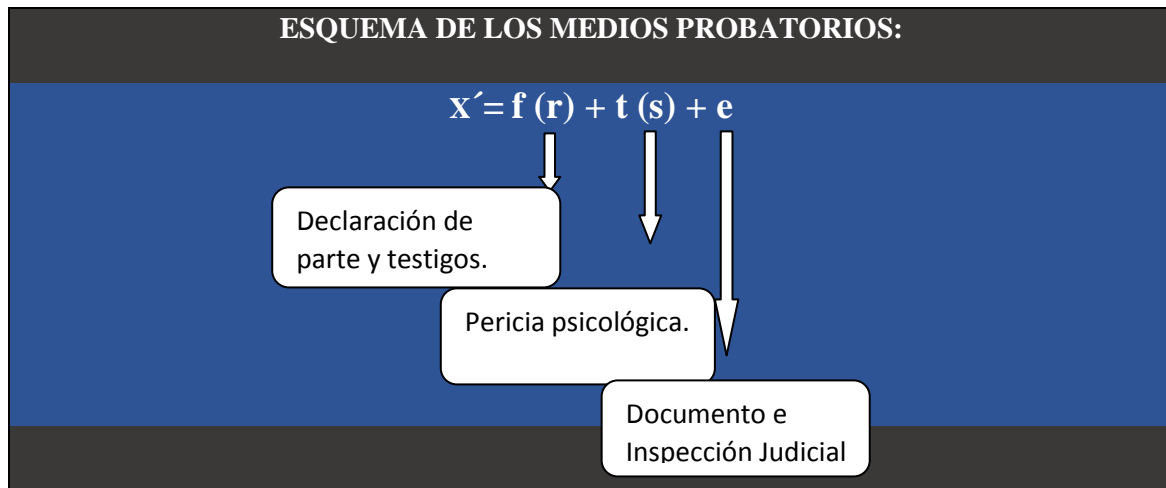 ESQUEMA DE LOS MEDIOS PROBATORIOS:
x´= f (r) + t (s) + e
Declaración de
parte y testigos.
Pericia psicológica.
Documento e
Inspección Judicial